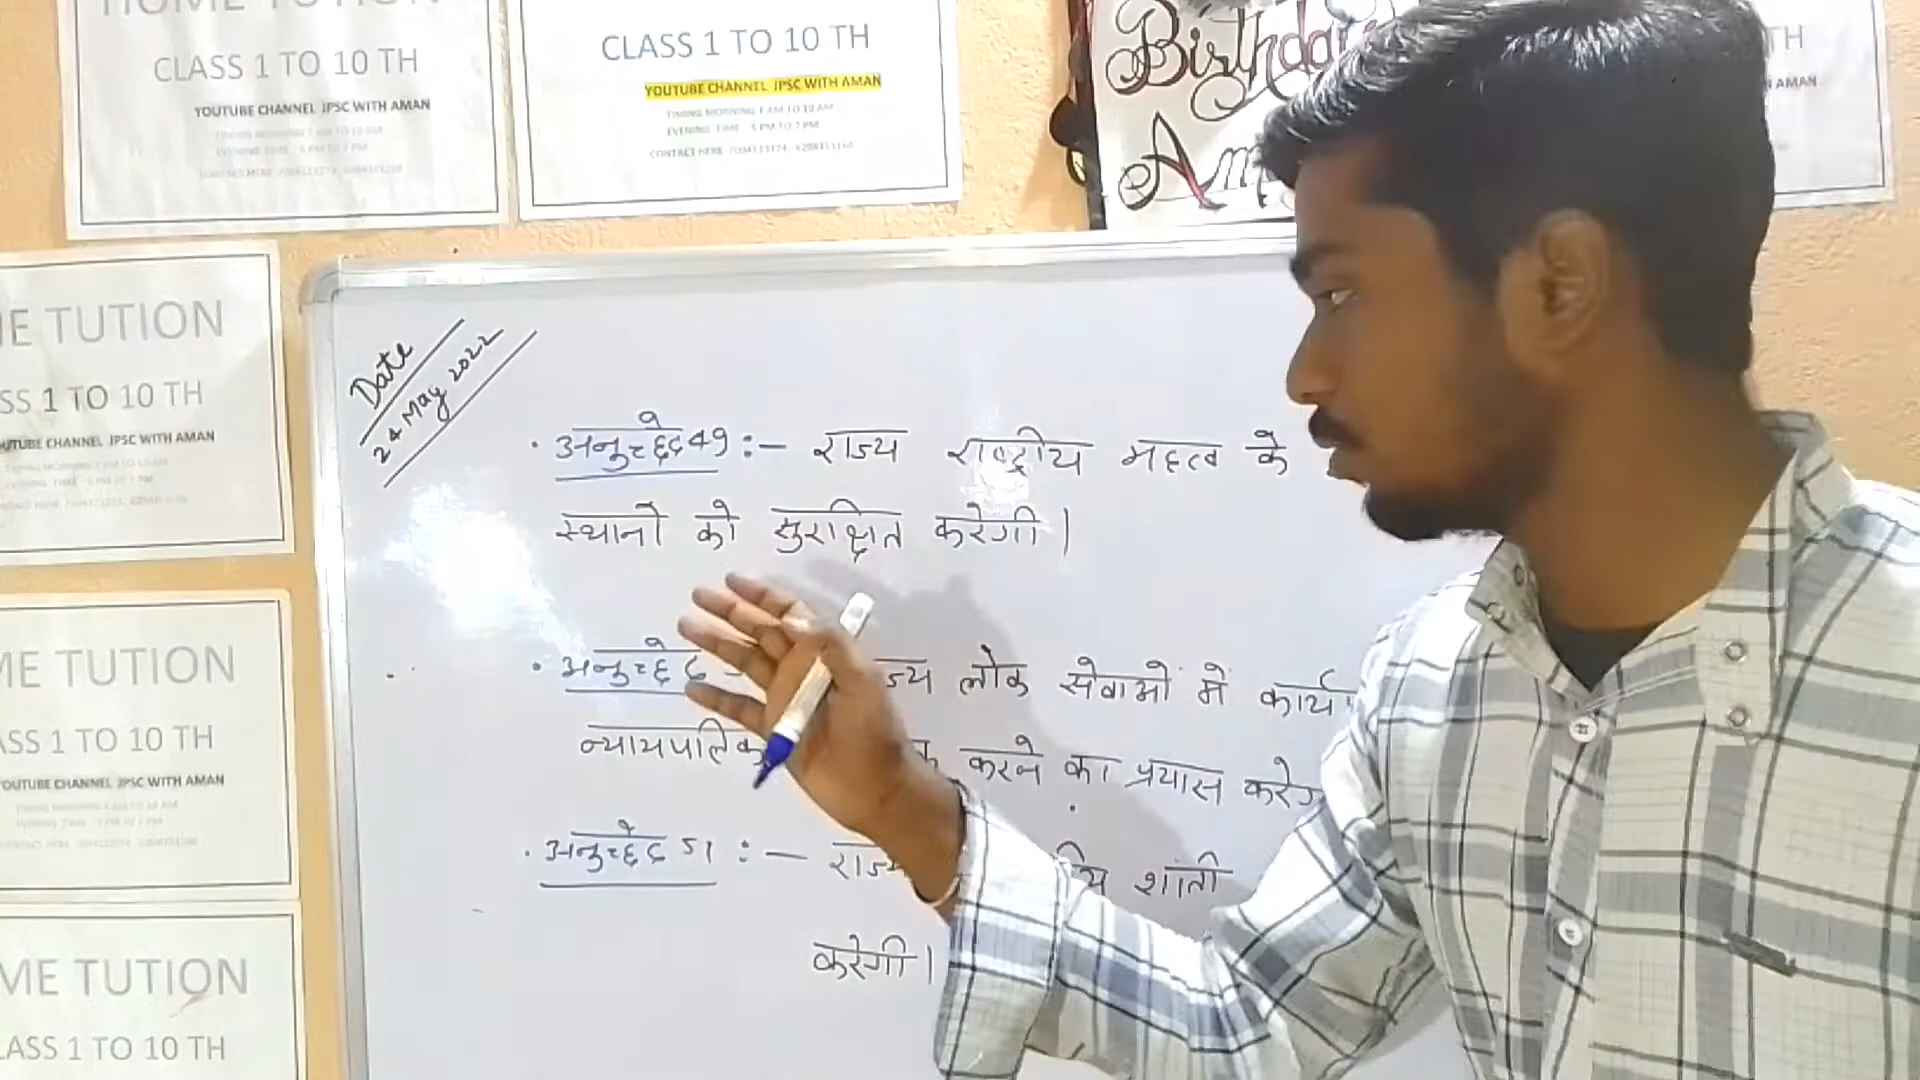 HOME TUTION
CLASS 1 TO 10 TH
YOUTUBE CHANNEL JPSC WITH AMAN
CLASS 1 TO 10 TH
YOUTUBE CHANNEL JPSC WITH AMAN
TIMING MORNING 7 AM TO 10 AM
EVENING TIME 5 PM TO 7 PM
CONTACT HERE
Birthday
Am
TH
AMAN
E TUTION
SS 1 TO 10 TH
UTUBE CHANNEL JPSC WITH AMAN
ME TUTION
ASS 1 TO 10 TH
OUTUBE CHANNEL JPSC WITH AMAN
ME TUTION
LASS 1 TO 10 TH
Date
24 May 2022
• अनुच्छेद 49 :- राज्य राष्ट्रीय महत्व के
स्थानो को सुरक्षित करेगी।
• अनुच्छेद ज्य लोक सेवाओं में कार्य
न्यायपालिक करने का प्रयास करेग
• अनुच्छेद 51 :- राज्य शांती
करेगी।